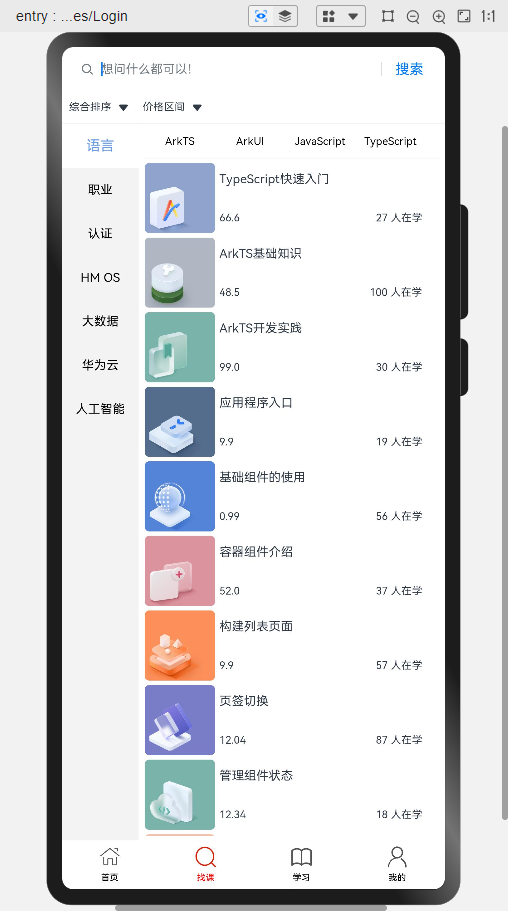 entry : ...es/Login
1:1
想问什么都可以！
搜索
综合排序
价格区间
语言
ArkTS
ArkUI
JavaScript
TypeScript
职业
认证
HM OS
大数据
华为云
人工智能
TypeScript快速入门
66.6
27 人在学
ArkTS基础知识
48.5
100 人在学
ArkTS开发实践
99.0
30 人在学
应用程序入口
9.9
19 人在学
基础组件的使用
0.99
56 人在学
容器组件介绍
52.0
37 人在学
构建列表页面
9.9
57 人在学
页签切换
12.04
87 人在学
管理组件状态
12.34
18 人在学
首页
找课
学习
我的